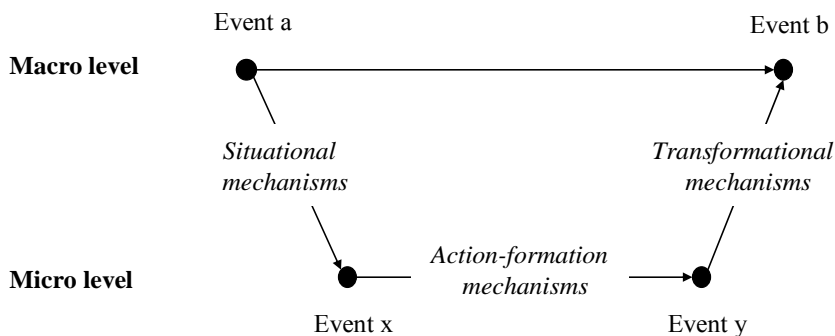 Event a
Event b
Macro level
Situational
mechanisms
Transformational
mechanisms
Action-formation
mechanisms
Micro level
Event x
Event y